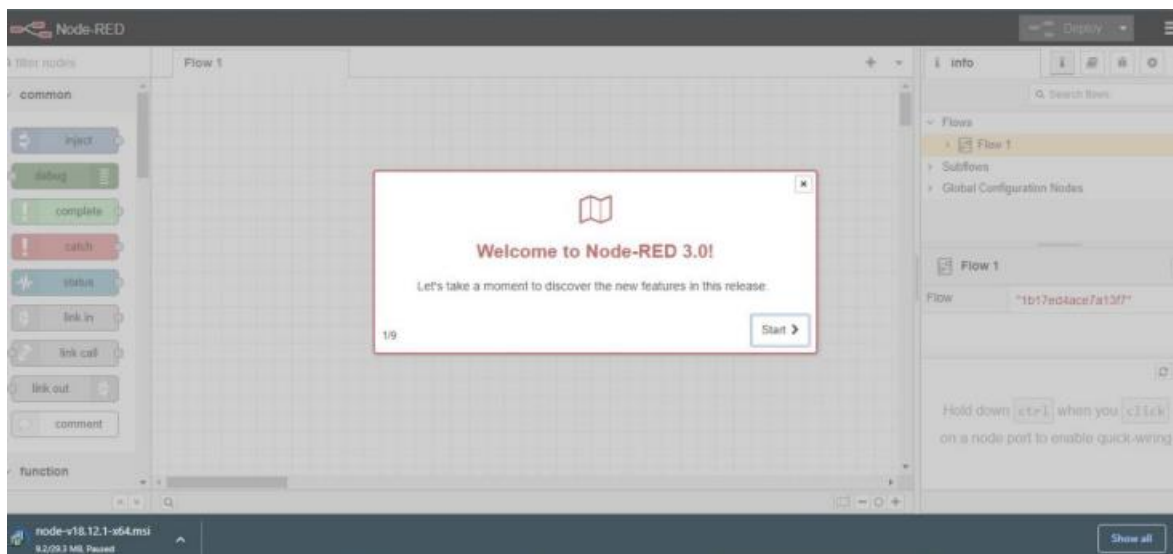 Node-RED
Deploy
filter nodes
Flow 1
info
Search flows
common
inject
debug
complete
catch
status
link in
link call
link out
comment
function
Flows
Flow 1
Subflows
Global Configuration Nodes
Welcome to Node-RED 3.0!
Let's take a moment to discover the new features in this release.
1/9
Start
Flow 1
Flow "1b17ed4ace7a13f7"
Hold down ctrl when you click
on a node port to enable quick-wiring
node-v18.12.1-x64.msi
9.2/29.3 MB, Paused
Show all